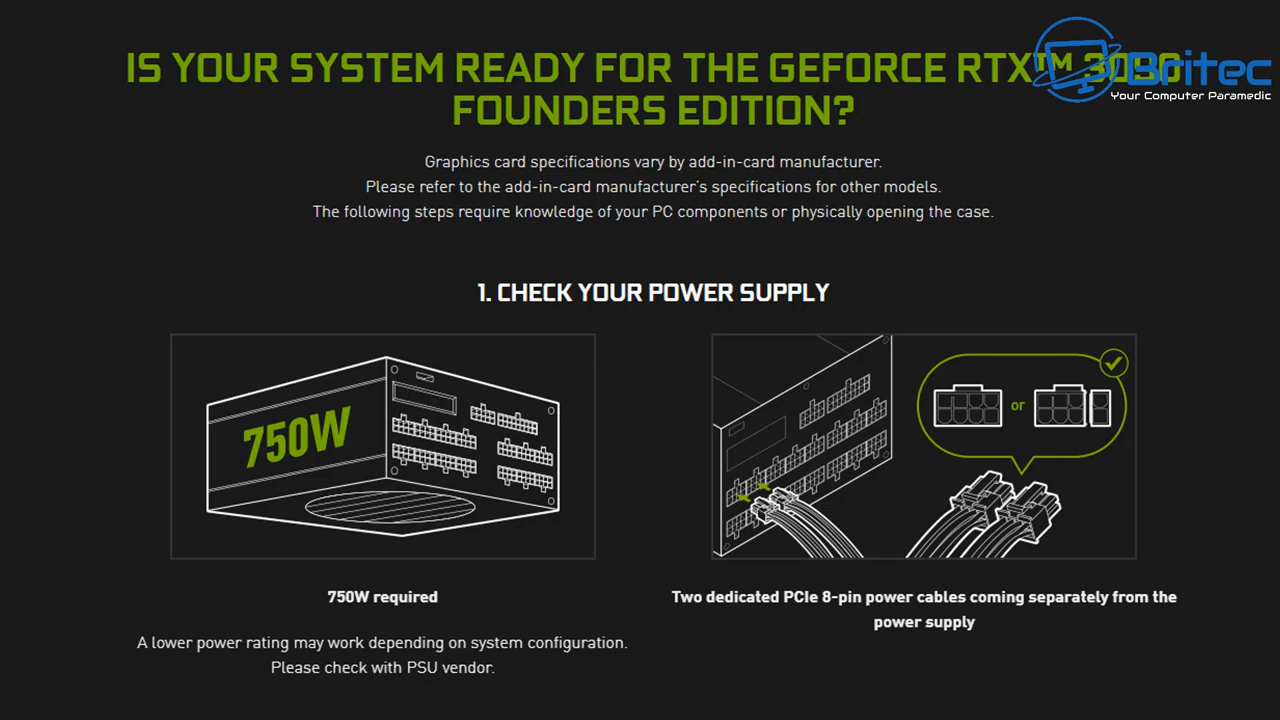 IS YOUR SYSTEM READY FOR THE GEFORCE RTX™
FOUNDERS EDITION?
Britec
Your Computer Paramedic
Graphics card specifications vary by add-in-card manufacturer.
Please refer to the add-in-card manufacturer's specifications for other models.
The following steps require knowledge of your PC components or physically opening the case.
1. CHECK YOUR POWER SUPPLY
750W
or
750W required
A lower power rating may work depending on system configuration.
Please check with PSU vendor.
Two dedicated PCIe 8-pin power cables coming separately from the
power supply